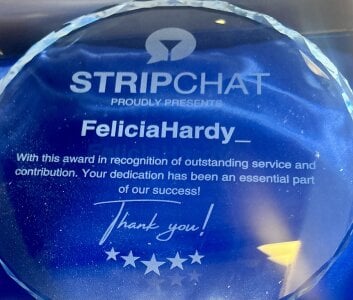 STRIPCHAT
PROUDLY PRESENTS
FeliciaHardy_
With this award in recognition of outstanding service and
contribution. Your dedication has been an essential part
of our success!
Thank you!